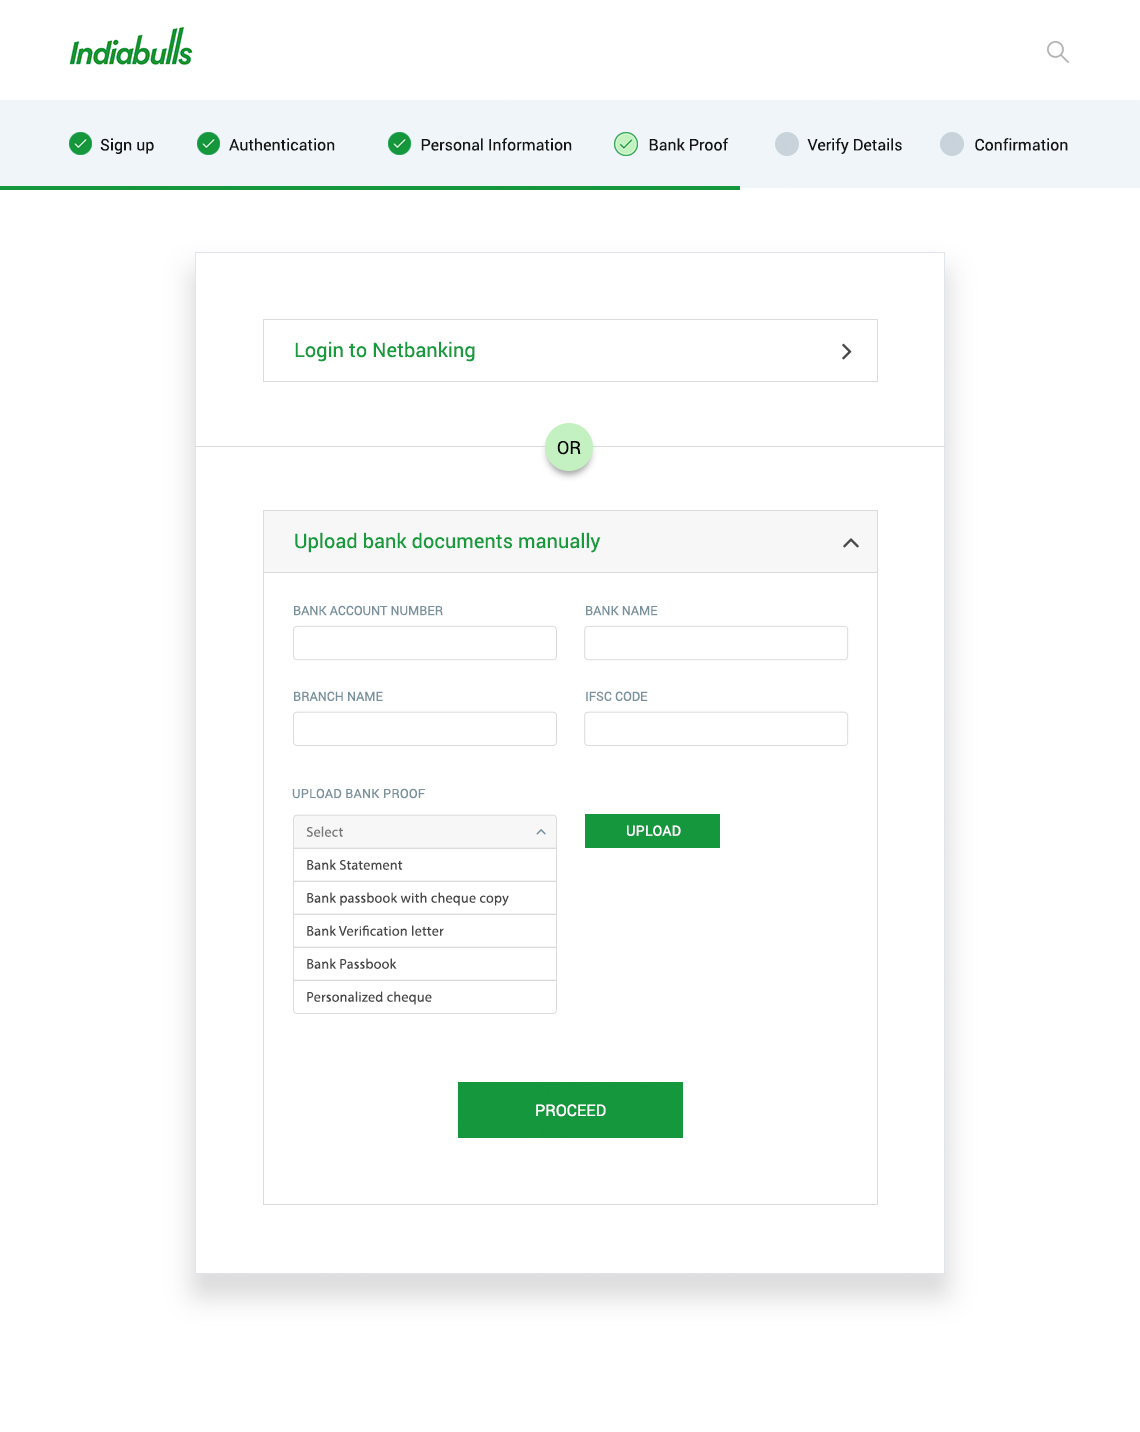 Indiabulls
Sign up Authentication Personal Information Bank Proof Verify Details Confirmation
Login to Netbanking
OR
Upload bank documents manually
BANK ACCOUNT NUMBER BANK NAME
BRANCH NAME IFSC CODE
UPLOAD BANK PROOF
Select UPLOAD
Bank Statement
Bank passbook with cheque copy
Bank Verification letter
Bank Passbook
Personalized cheque
PROCEED